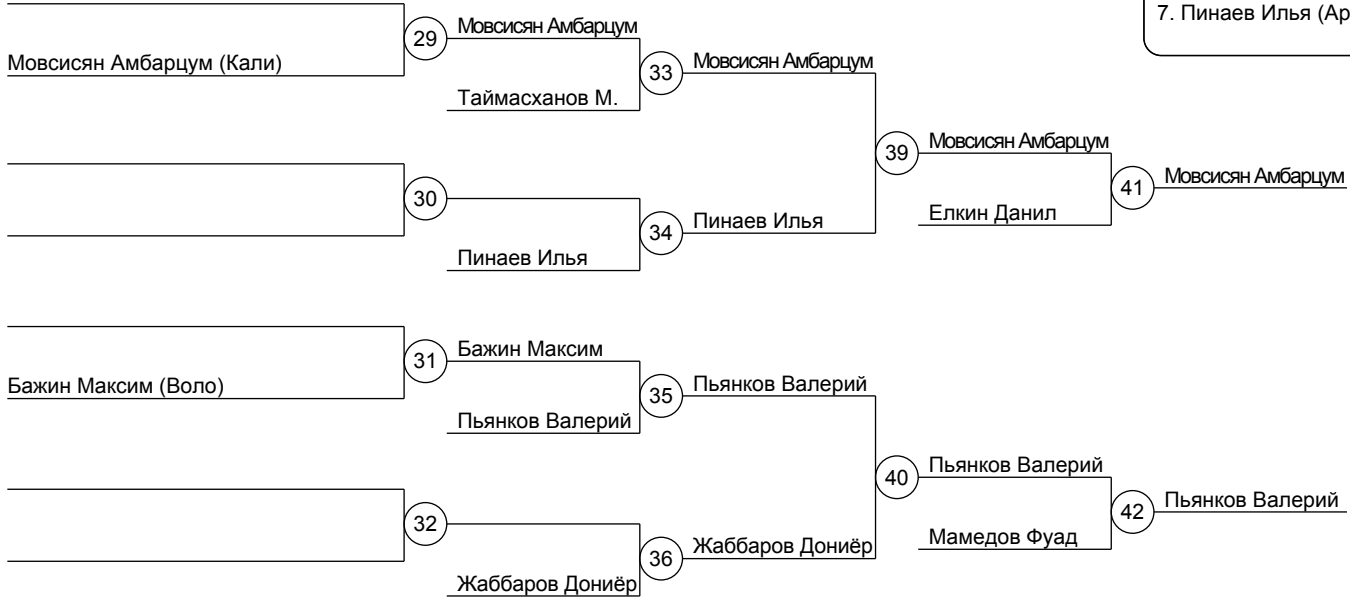 7. Пинаев Илья (Ар
29
Мовсисян Амбарцум
Мовсисян Амбарцум (Кали)
33
Мовсисян Амбарцум
Таймасханов М.
39
Мовсисян Амбарцум
41
Мовсисян Амбарцум
30
Елкин Данил
34
Пинаев Илья
Пинаев Илья
31
Бажин Максим
Бажин Максим (Воло)
35
Пьянков Валерий
Пьянков Валерий
40
Пьянков Валерий
42
Пьянков Валерий
32
Мамедов Фуад
36
Жаббаров Дониёр
Жаббаров Дониёр